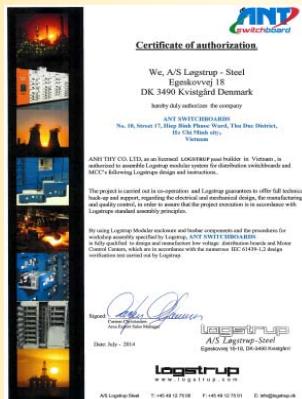 ANT
switchboard
Certificate of authorization
We, A/S Løgstrup - Steel
Egeskovvej 18
DK 3490 Kvistgård Denmark
hereby duly authorizes the company
ANT SWITCHBOARDS
No. 10, Street 17, Hiep Binh Phuoc Ward, Thu Duc District,
Ho Chi Minh city,
Vietnam
ANH THY CO. LTD, as an licensed LOGSTRUP panel builder in Vietnam, is
authorized to assemble Logstrup modular system for distribution switchboards and
MCC's following Logstrups design and instructions.
The project is carried out in co-operation and Logstrup guarantees to offer full technical
back-up and support, regarding the electrical and mechanical design, the manufacturing
and quality control, in order to assure that the project execution is in accordance with
Logstrups standard assembly principles.
By using Logstrup Modular enclosure and busbar components and the procedures for
workshop assembly specified by Logstrup, ANT SWITCHBOARDS
is fully qualified to design and manufacture low voltage distribution boards and Motor
Control Centers, which are in accordance with the numerous IEC 61439-1.2 design
verification test carried out by Logstrup.
Signed
Area Export Sales Manager
Date: July - 2014
Logstrup
A/S Løgstrup-Steel
Egeskovvej 16-18, DK-3490 Kvistgård
Logstrup
www.logstrup.com
A/S Logstrup Steel